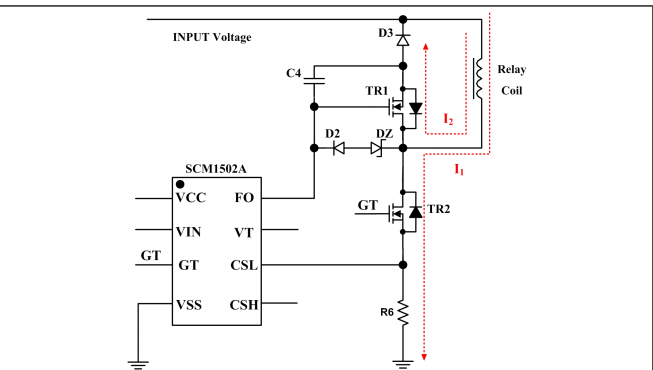 INPUT Voltage
D3
C4
TR1
Relay
Coil
I2
D2
DZ
I1
SCM1502A
VCC
FO
GT
TR2
VIN
VT
GT
GT
CSL
VSS
CSH
R6